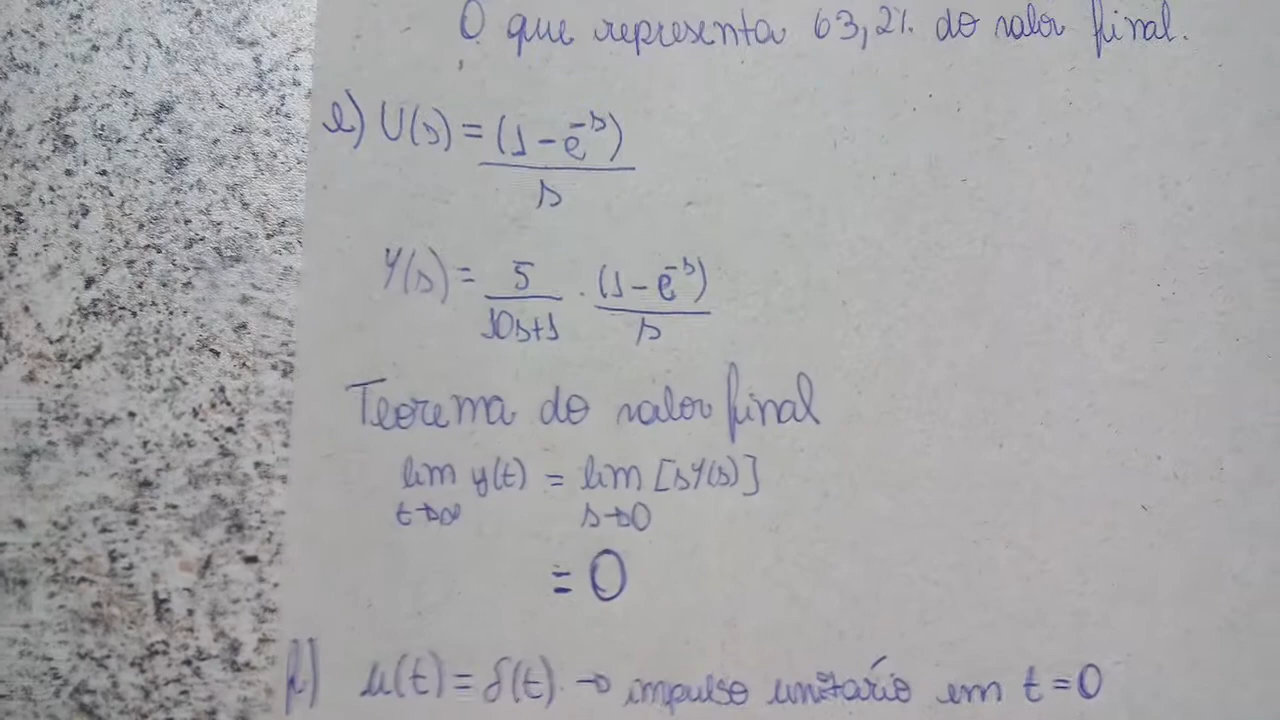 O que representa 63,2% do valor final.
e) U(s) = (1 - e^-s) / s
Y(s) = 5 / (10s+1) . (1 - e^-s) / s
Teorema do valor final
lim t→∞ y(t) = lim s→0 [sY(s)]
= 0
f) u(t) = δ(t) → impulso unitário em t = 0